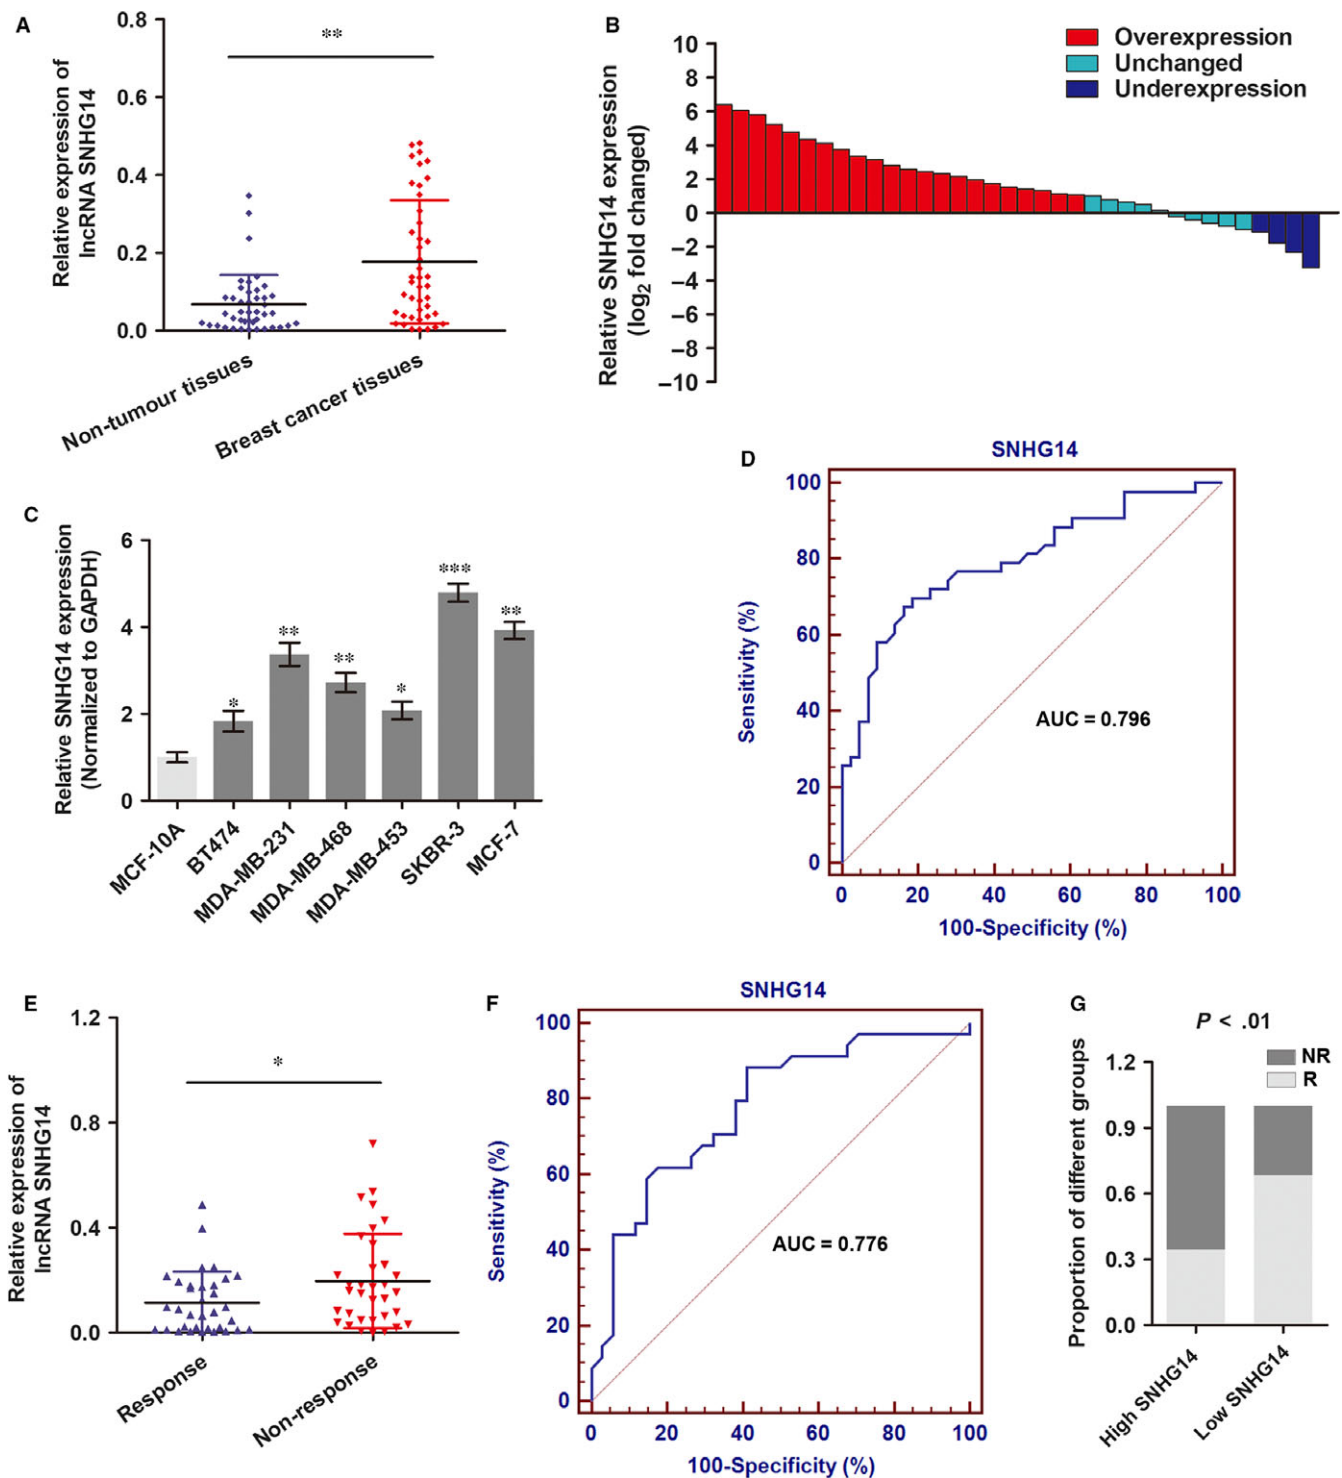 A
Relative expression of
lncRNA SNHG14
0.8
0.6
0.4
0.2
0.0
**
Non-tumour tissues
Breast cancer tissues
B
Relative SNHG14 expression
(log2 fold changed)
10
8
6
4
2
0
–2
–4
–6
–8
–10
Overexpression
Unchanged
Underexpression
C
Relative SNHG14 expression
(Normalized to GAPDH)
6
4
2
0
*
**
**
*
***
**
MCF-10A
BT474
MDA-MB-231
MDA-MB-468
MDA-MB-453
SKBR-3
MCF-7
D
SNHG14
Sensitivity (%)
100
80
60
40
20
0
AUC = 0.796
0 20 40 60 80 100
100-Specificity (%)
E
Relative expression of
lncRNA SNHG14
1.2
0.8
0.4
0.0
*
Response
Non-response
F
SNHG14
Sensitivity (%)
100
80
60
40
20
0
AUC = 0.776
0 20 40 60 80 100
100-Specificity (%)
G
P < .01
NR
R
Proportion of different groups
1.2
0.9
0.6
0.3
0.0
High SNHG14
Low SNHG14